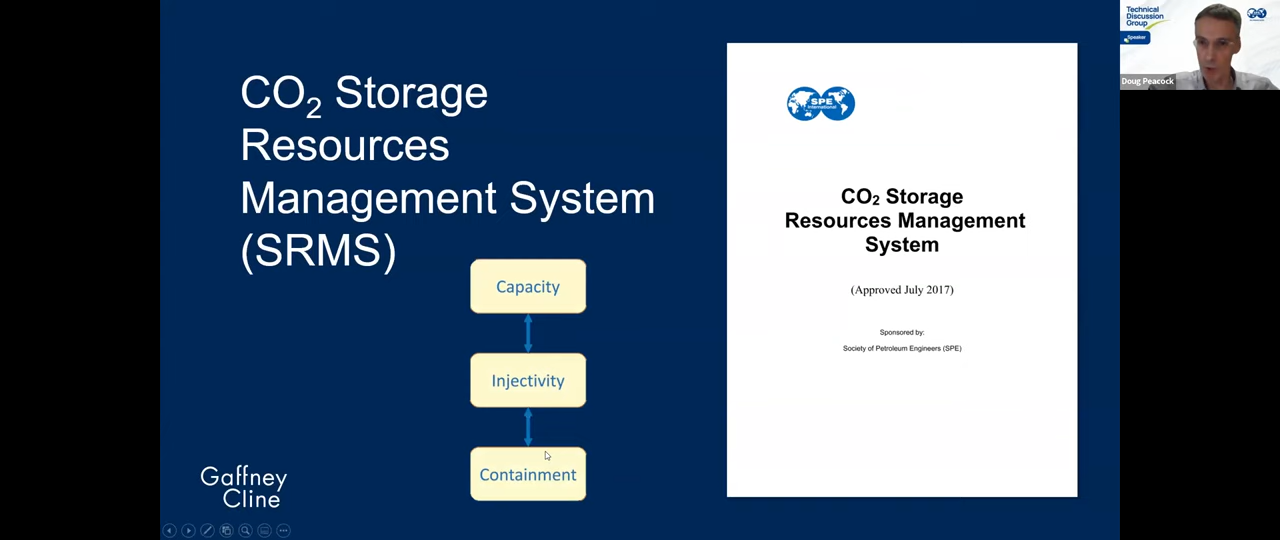 CO₂ Storage
Resources
Management System
(SRMS)
Capacity
Injectivity
Containment
Gaffney
Cline
SPE
International
CO₂ Storage
Resources Management
System
(Approved July 2017)
Sponsored by:
Society of Petroleum Engineers (SPE)
Technical
Discussion
Group
Speaker
Doug Peacock